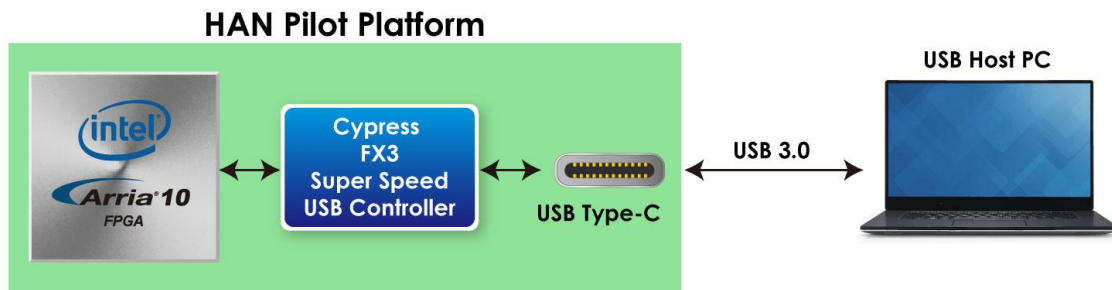 HAN Pilot Platform
USB Host PC
intel
Arria® 10
FPGA
Cypress
FX3
Super Speed
USB Controller
USB Type-C
USB 3.0